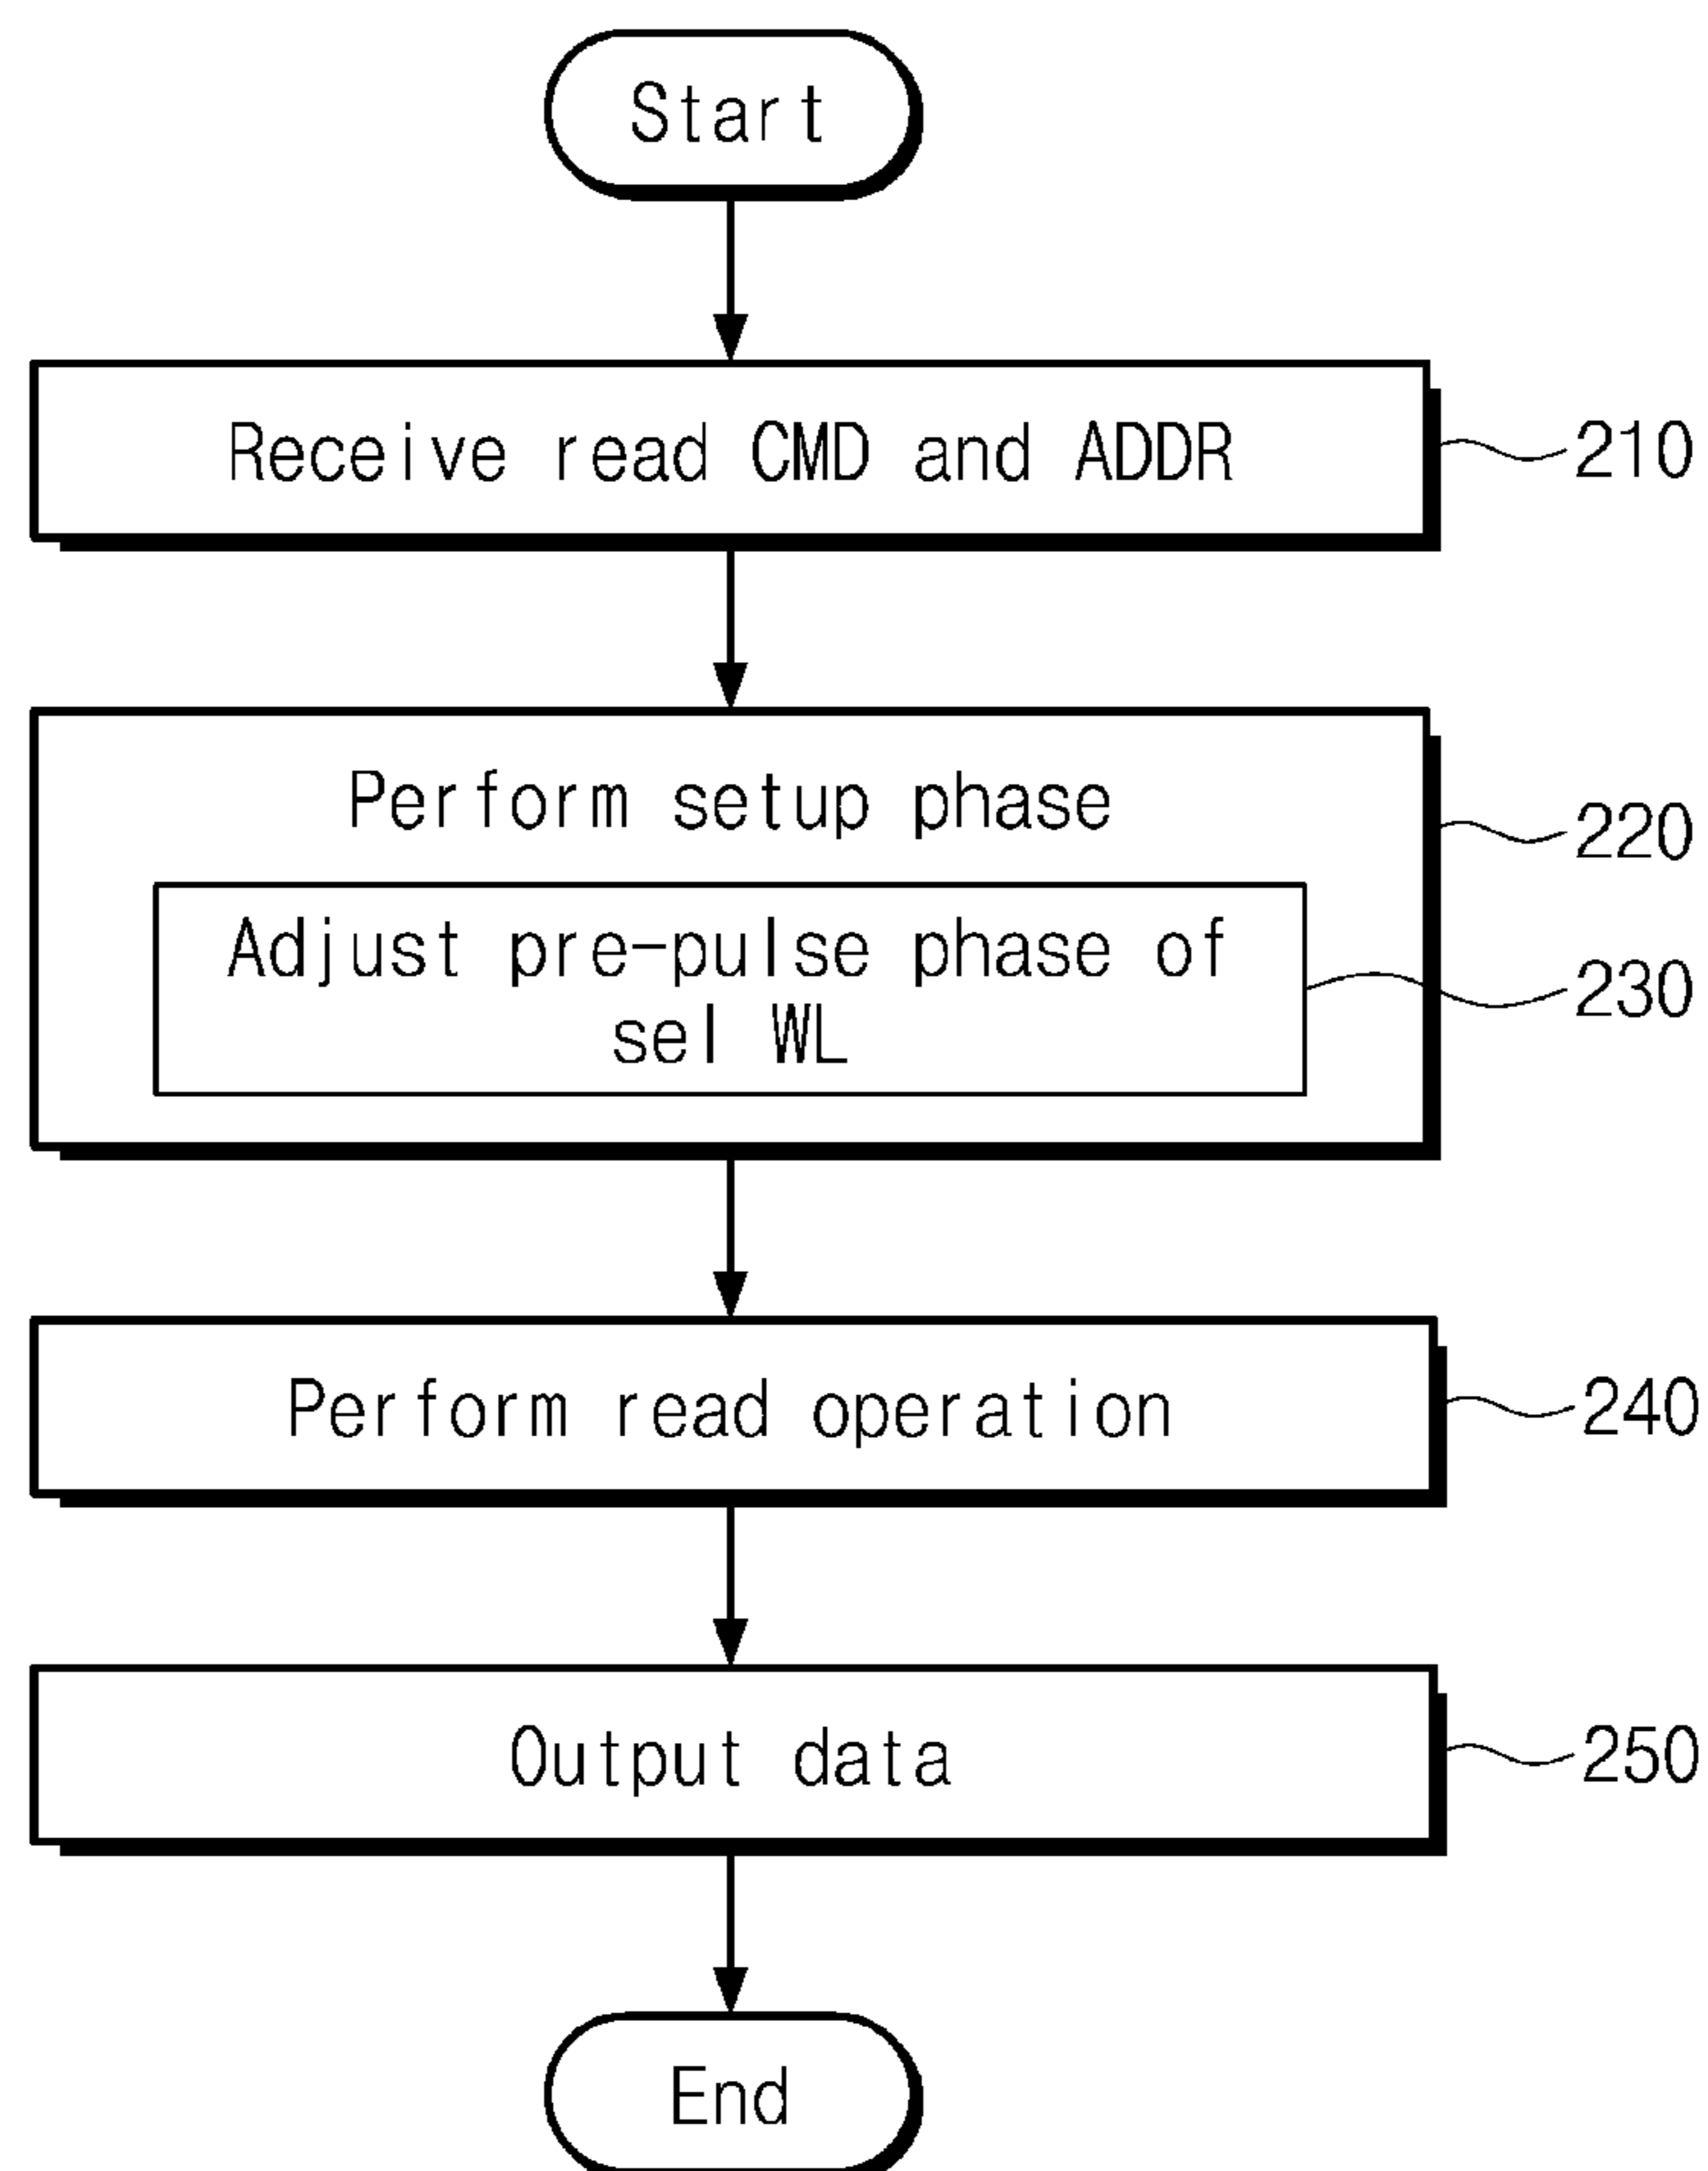 Start
Receive read CMD and ADDR
210
Perform setup phase
220
Adjust pre-pulse phase of
sel WL
230
Perform read operation
240
Output data
250
End